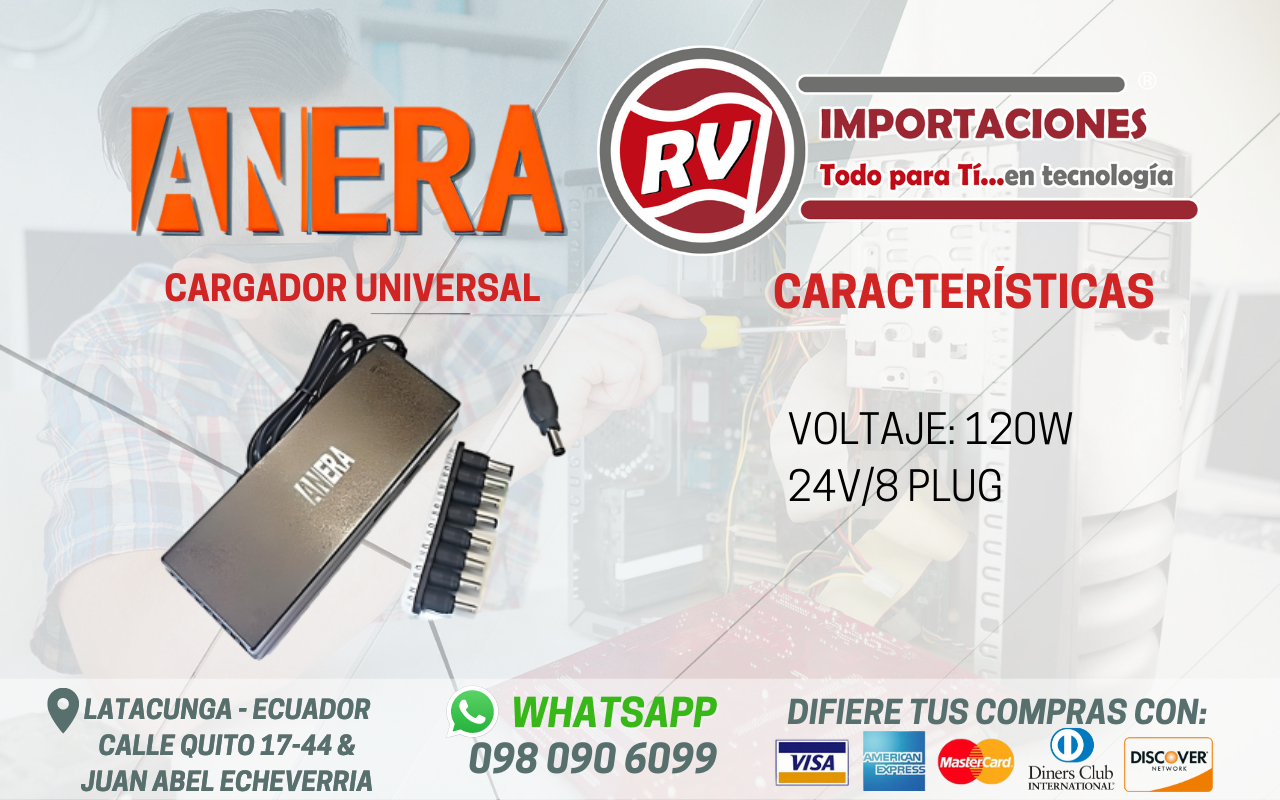 ANERA
RV
IMPORTACIONES
®
Todo para Tí...en tecnología
CARGADOR UNIVERSAL
CARACTERÍSTICAS
ANERA
VOLTAJE: 120W
24V/8 PLUG
LATACUNGA - ECUADOR
CALLE QUITO 17-44 &
JUAN ABEL ECHEVERRIA
WHATSAPP
098 090 6099
DIFIERE TUS COMPRAS CON:
VISA
AMERICAN
EXPRESS
MasterCard
Diners Club
INTERNATIONAL
DISCOVER
NETWORK